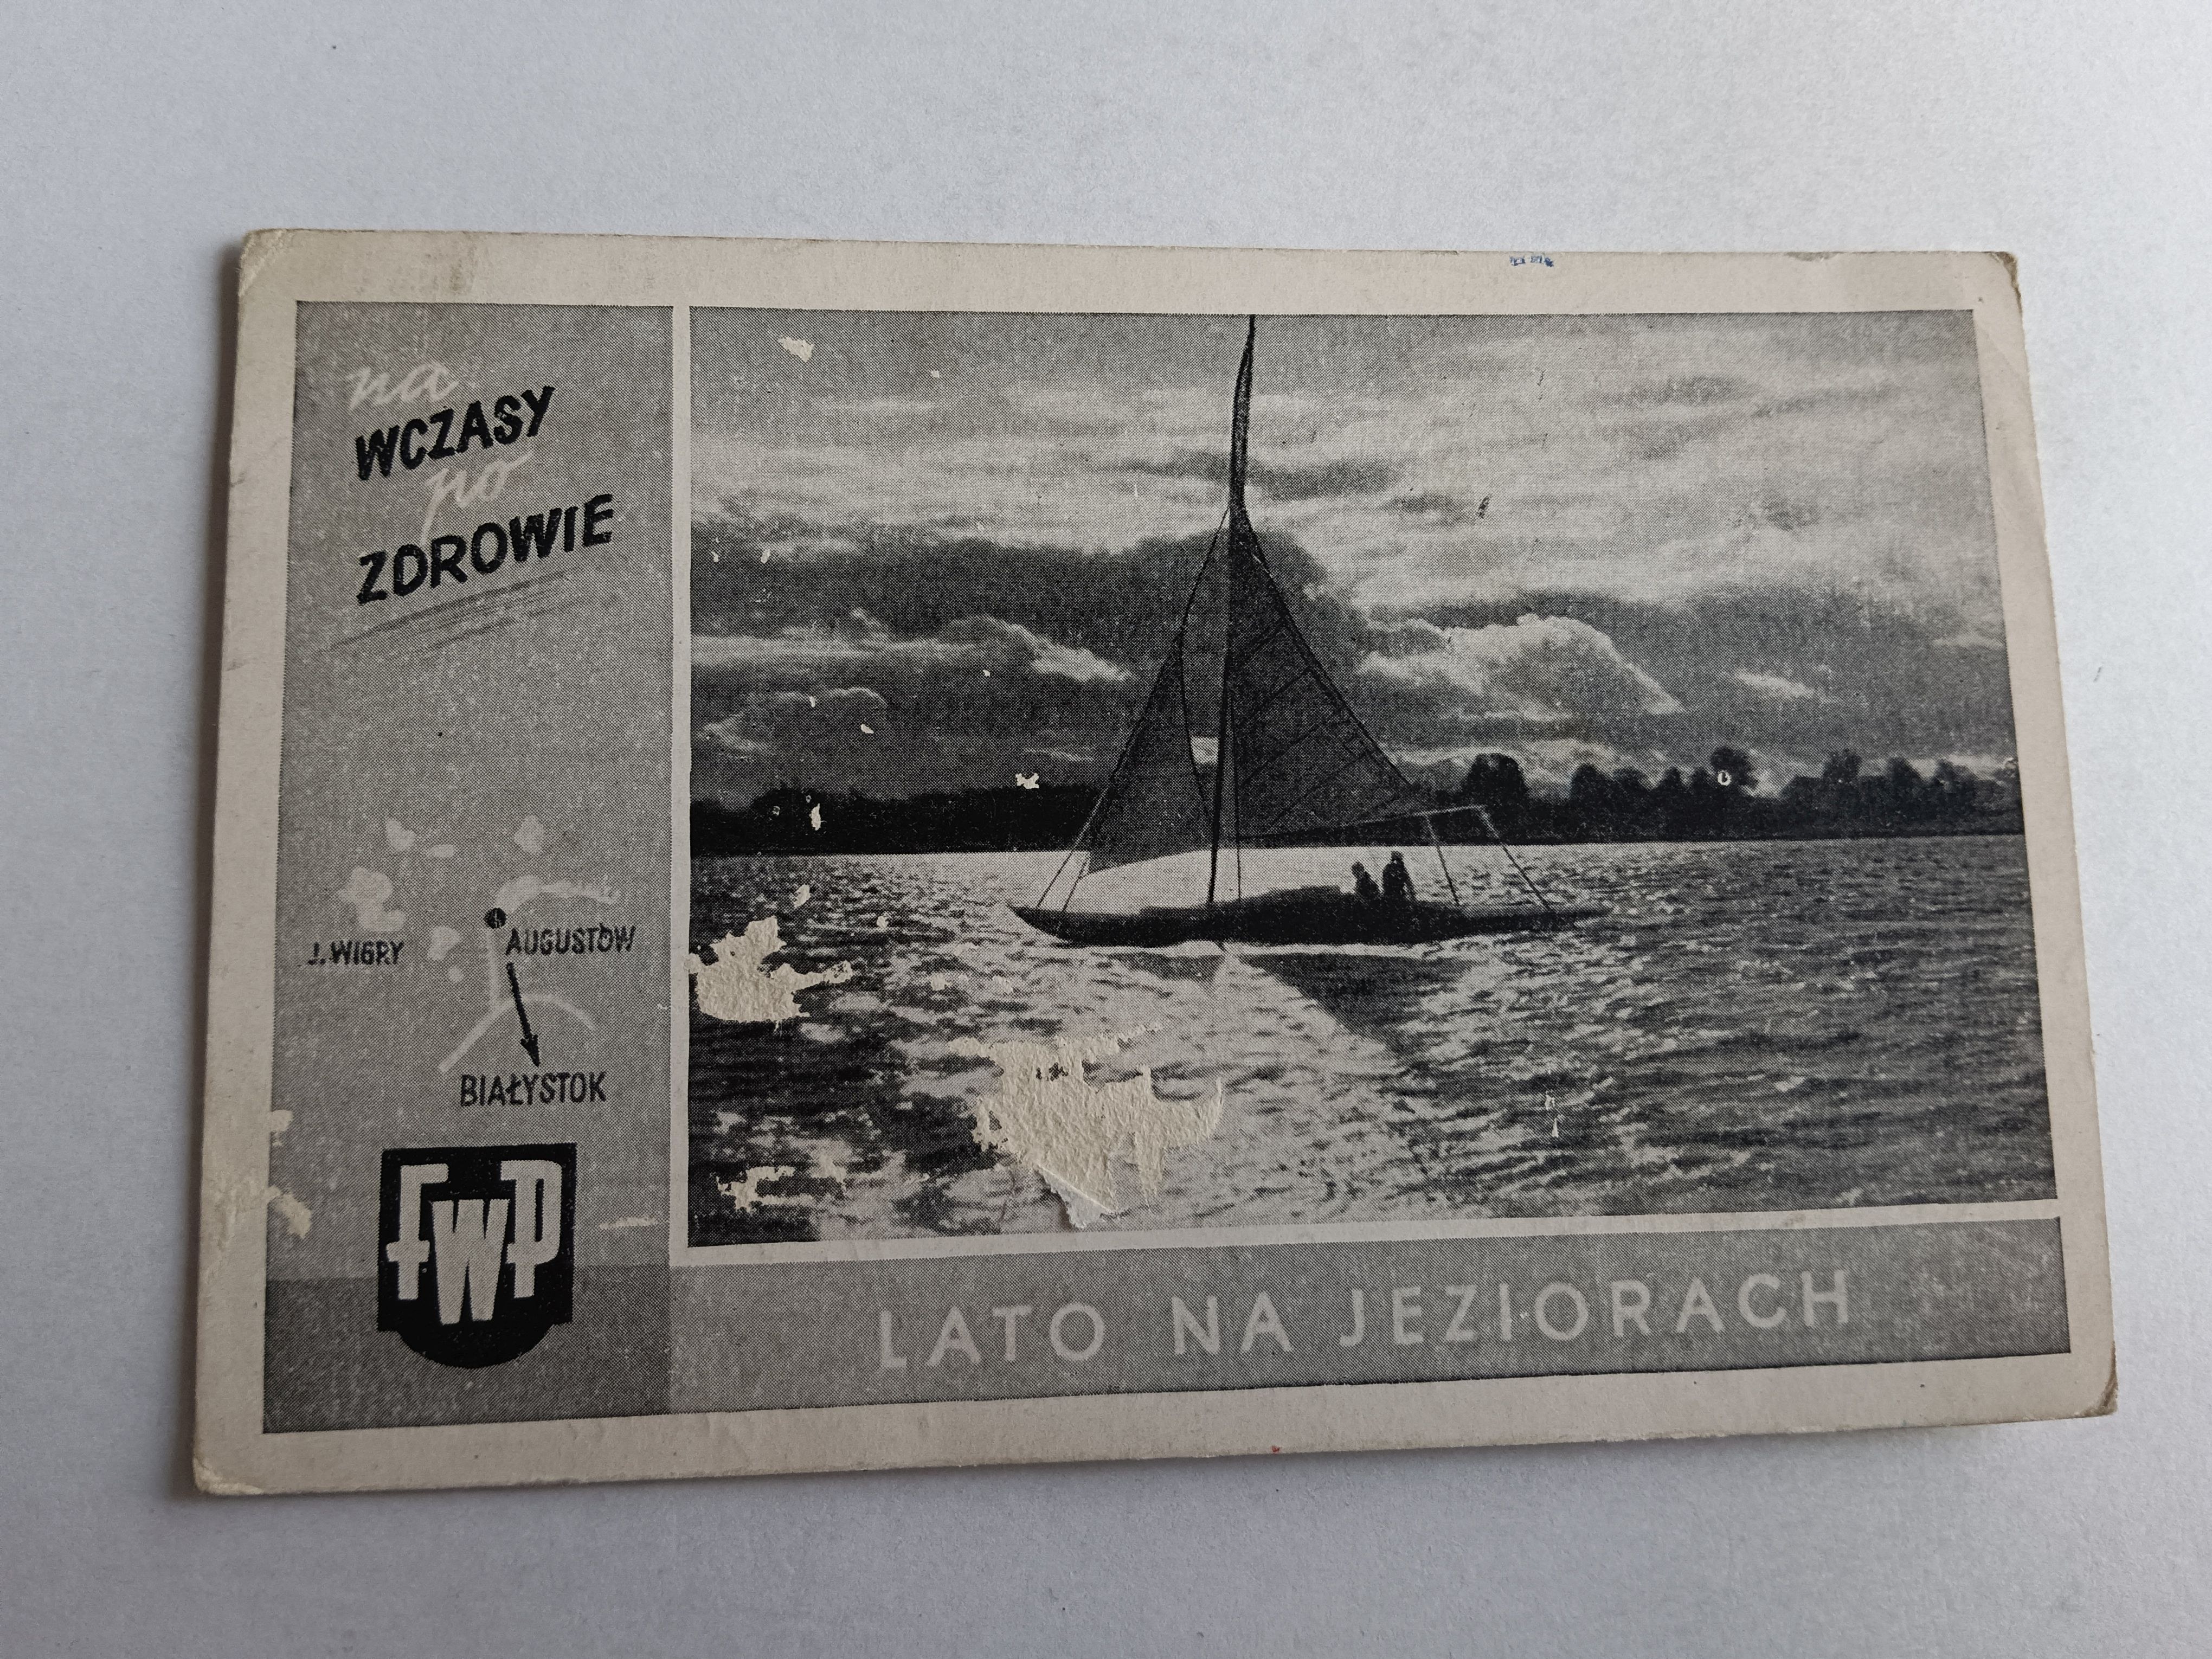 na
WCZASY
po
ZDROWIE
J. WIGRY
AUGUSTÓW
BIAŁYSTOK
FWP
LATO NA JEZIORACH